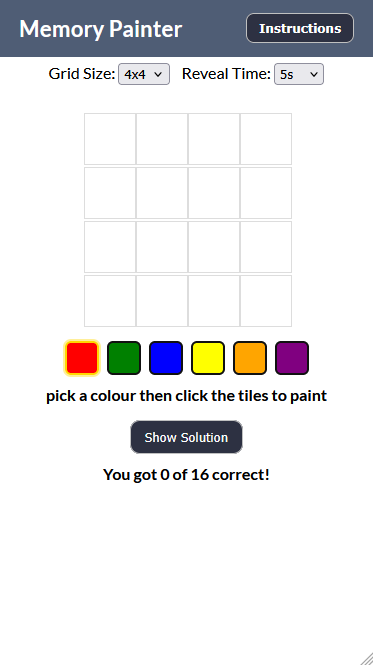 Memory Painter Instructions
Grid Size: 4x4 Reveal Time: 5s
pick a colour then click the tiles to paint
Show Solution
You got 0 of 16 correct!